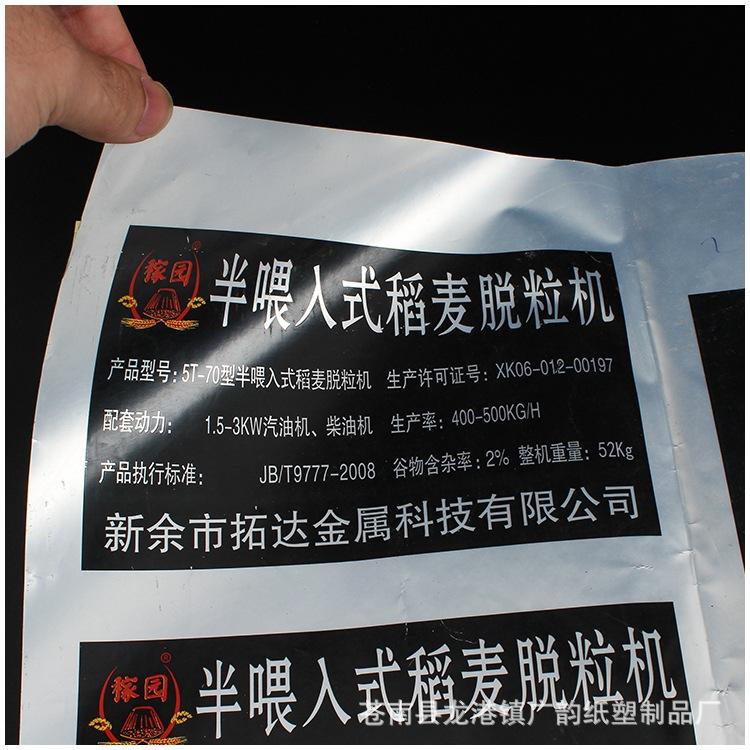 稼园®
半喂入式稻麦脱粒机
产品型号：5T-70型半喂入式稻麦脱粒机 生产许可证号：XK06-012-00197
配套动力： 1.5-3KW汽油机、柴油机 生产率：400-500KG/H
产品执行标准： JB/T9777-2008 谷物含杂率：2% 整机重量：52Kg
新余市拓达金属科技有限公司
稼园®
半喂入式稻麦脱粒机
苍南县龙港镇广韵纸塑制品厂